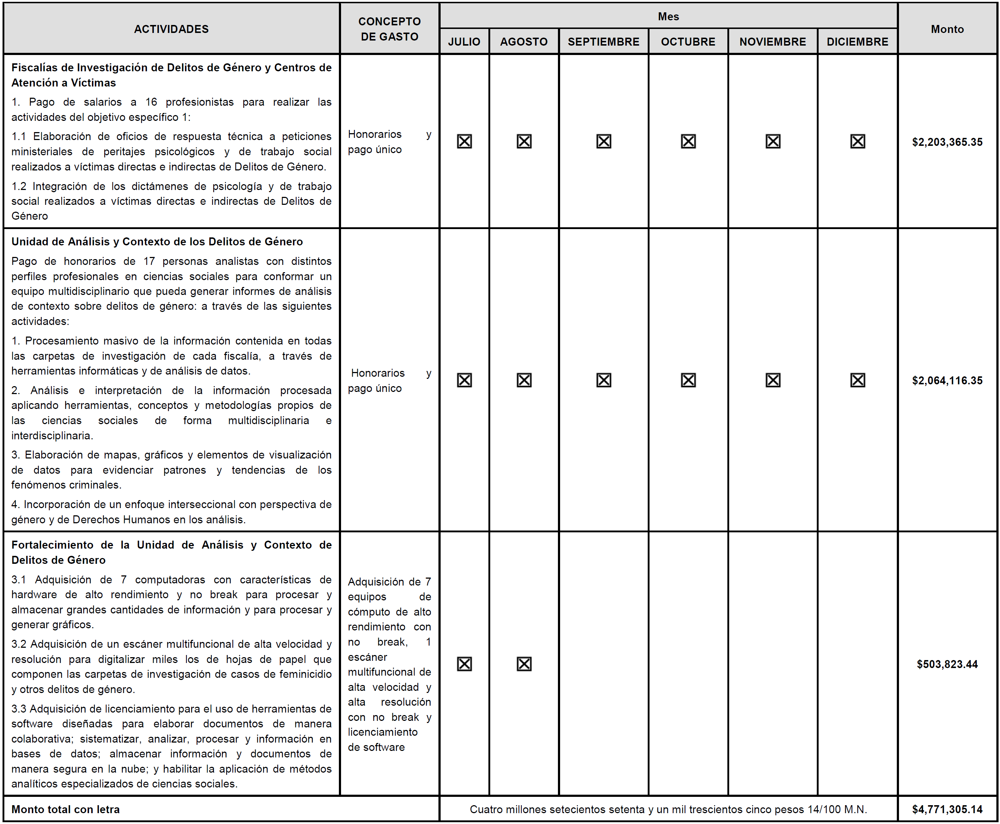 ACTIVIDADES
CONCEPTO
DE GASTO
Mes
Monto
JULIO
AGOSTO
SEPTIEMBRE
OCTUBRE
NOVIEMBRE
DICIEMBRE
Fiscalías de Investigación de Delitos de Género y Centros de
Atención a Víctimas
1. Pago de salarios a 16 profesionistas para realizar las
actividades del objetivo específico 1:
1.1 Elaboración de oficios de respuesta técnica a peticiones
ministeriales de peritajes psicológicos y de trabajo social
realizados a víctimas directas e indirectas de Delitos de Género.
1.2 Integración de los dictámenes de psicología y de trabajo
social realizados a víctimas directas e indirectas de Delitos de
Género
Honorarios y
pago único
$2,203,365.35
Unidad de Análisis y Contexto de los Delitos de Género
Pago de honorarios de 17 personas analistas con distintos
perfiles profesionales en ciencias sociales para conformar un
equipo multidisciplinario que pueda generar informes de análisis
de contexto sobre delitos de género: a través de las siguientes
actividades:
1. Procesamiento masivo de la información contenida en todas
las carpetas de investigación de cada fiscalía, a través de
herramientas informáticas y de análisis de datos.
2. Análisis e interpretación de la información procesada
aplicando herramientas, conceptos y metodologías propios de
las ciencias sociales de forma multidisciplinaria e
interdisciplinaria.
3. Elaboración de mapas, gráficos y elementos de visualización
de datos para evidenciar patrones y tendencias de los
fenómenos criminales.
4. Incorporación de un enfoque interseccional con perspectiva de
género y de Derechos Humanos en los análisis.
Honorarios y
pago único
$2,064,116.35
Fortalecimiento de la Unidad de Análisis y Contexto de
Delitos de Género
3.1 Adquisición de 7 computadoras con características de
hardware de alto rendimiento y no break para procesar y
almacenar grandes cantidades de información y para procesar y
generar gráficos.
3.2 Adquisición de un escáner multifuncional de alta velocidad y
resolución para digitalizar miles los de hojas de papel que
componen las carpetas de investigación de casos de feminicidio
y otros delitos de género.
3.3 Adquisición de licenciamiento para el uso de herramientas de
software diseñadas para elaborar documentos de manera
colaborativa; sistematizar, analizar, procesar y información en
bases de datos; almacenar información y documentos de
manera segura en la nube; y habilitar la aplicación de métodos
analíticos especializados de ciencias sociales.
Adquisición de 7
equipos de
cómputo de alto
rendimiento con
no break, 1
escáner
multifuncional de
alta velocidad y
alta resolución
con no break y
licenciamiento
de software
$503,823.44
Monto total con letra
Cuatro millones setecientos setenta y un mil trescientos cinco pesos 14/100 M.N.
$4,771,305.14